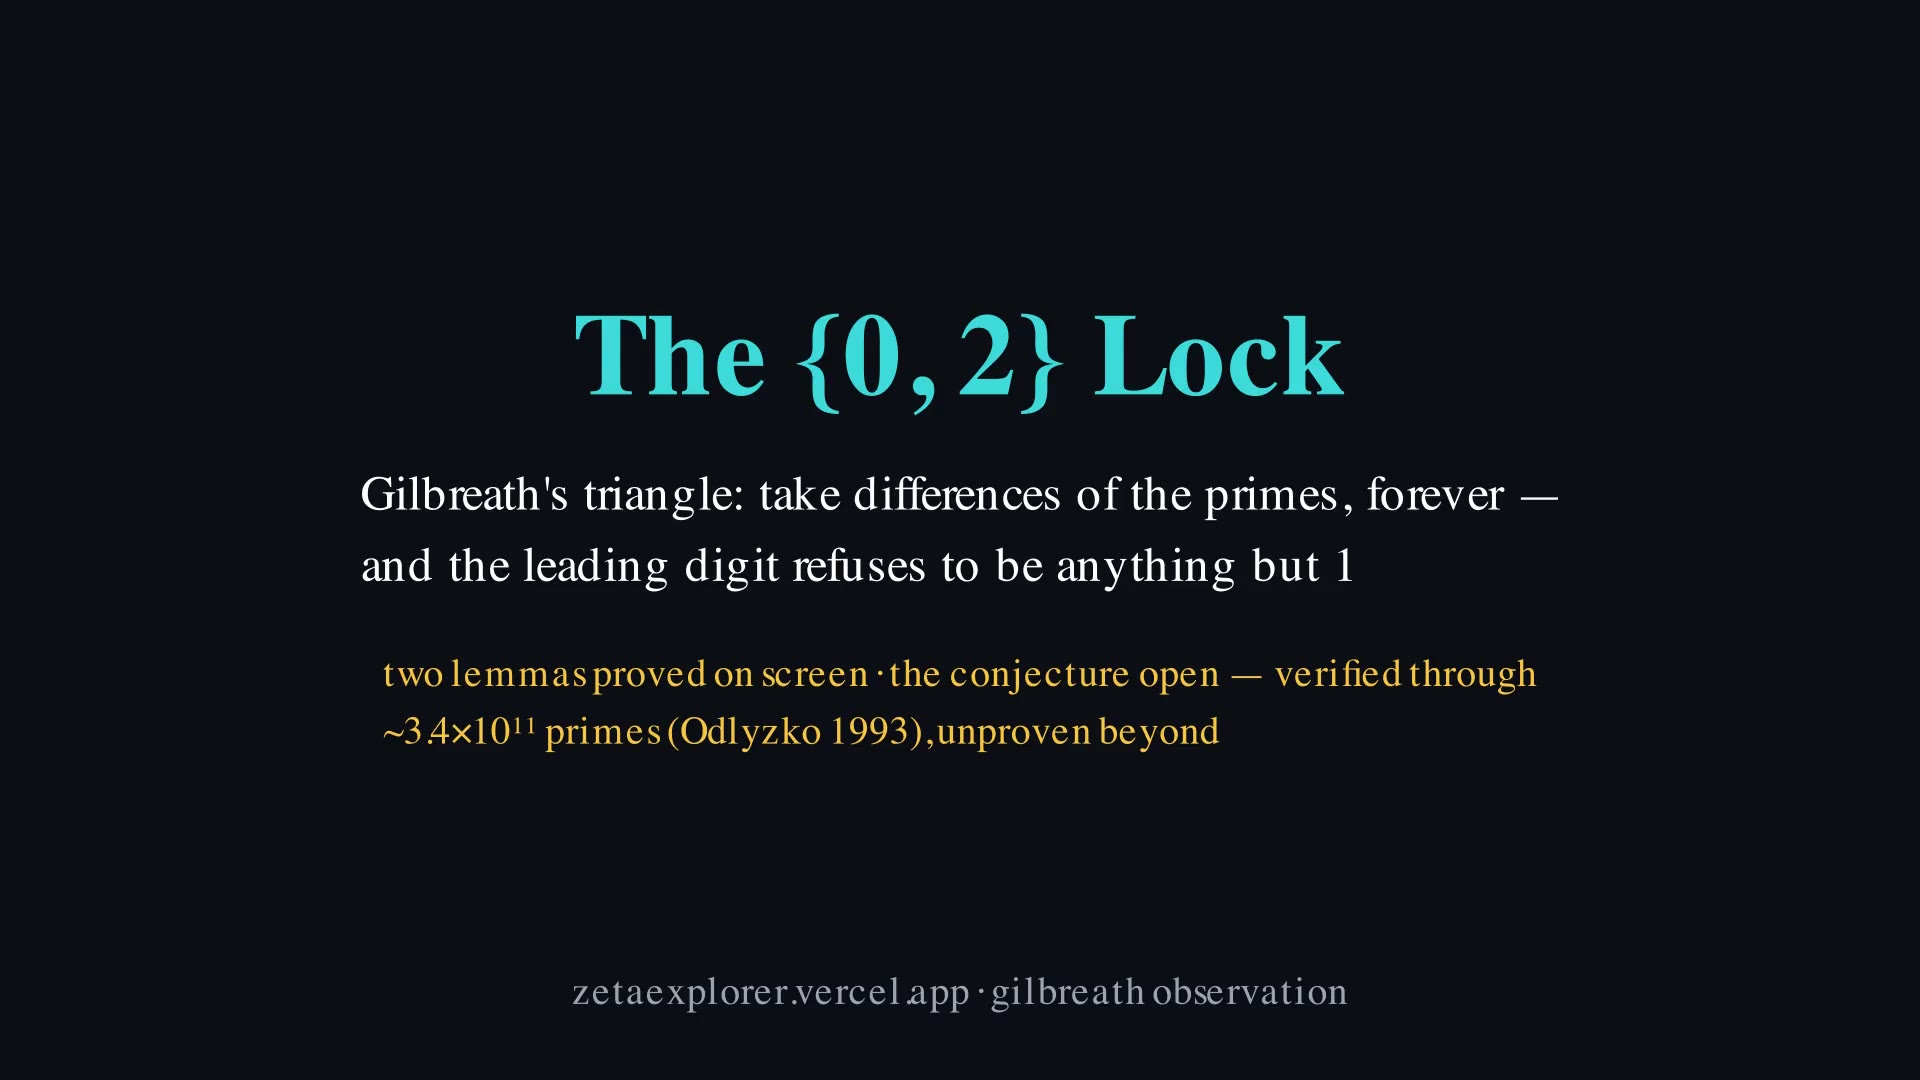 The {0, 2} Lock
Gilbreath's triangle: take differences of the primes, forever —
and the leading digit refuses to be anything but 1
two lemmas proved on screen · the conjecture open — verified through
~3.4×10¹¹ primes (Odlyzko 1993), unproven beyond
zetaexplorer.vercel.app · gilbreath observation